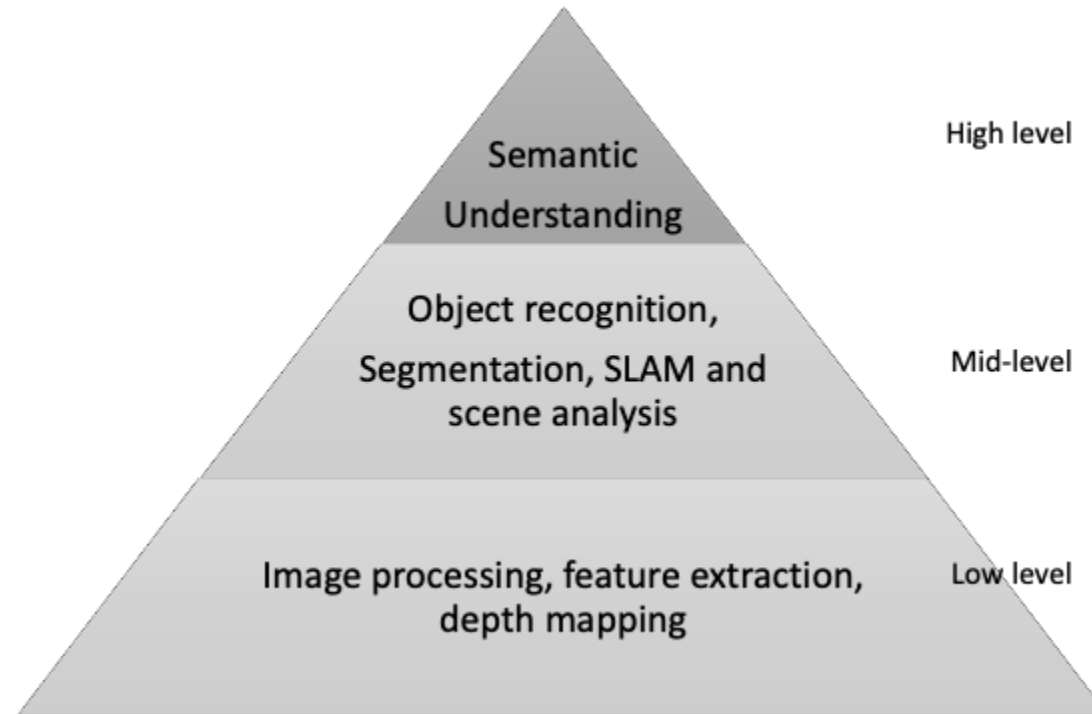 High level
Semantic
Understanding
Object recognition,
Segmentation, SLAM and
scene analysis
Mid-level
Image processing, feature extraction,
depth mapping
Low level